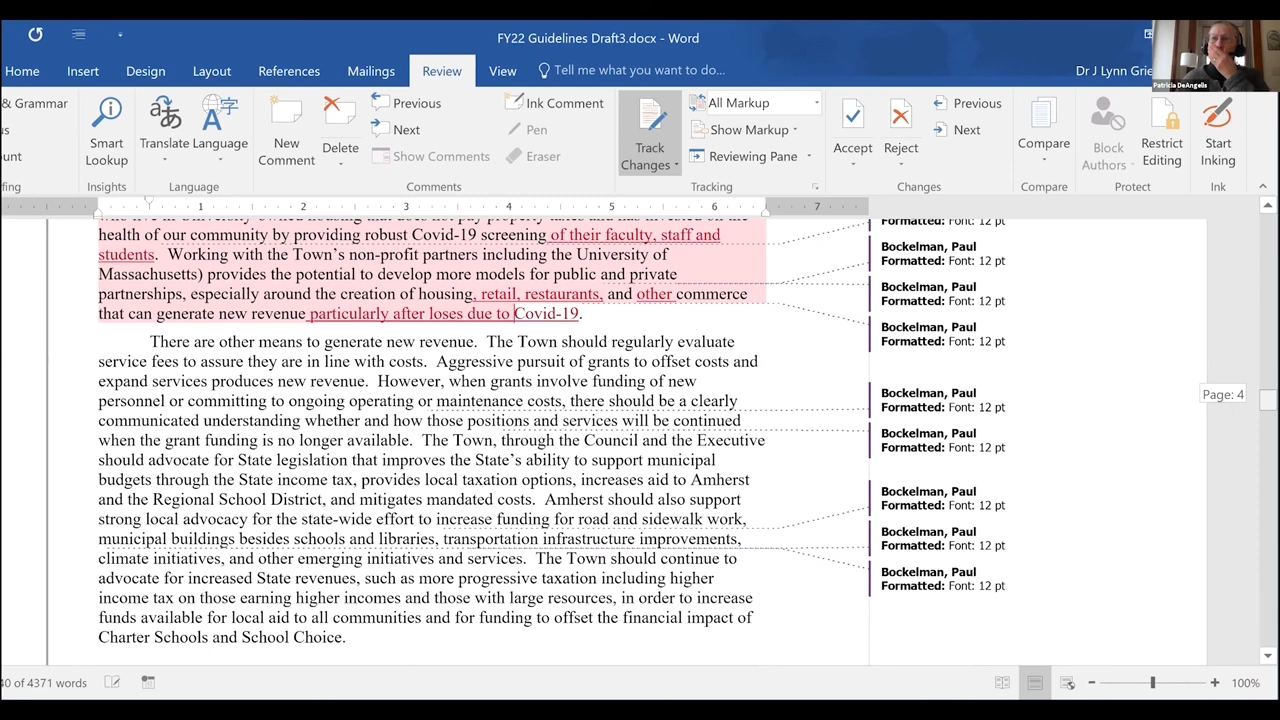 FY22 Guidelines Draft3.docx - Word
Patricia DeAngelis
Home Insert Design Layout References Mailings Review View Tell me what you want to do... Dr J Lynn Grie
& Grammar
Smart Lookup
Insights
Translate Language
Language
New Comment
Delete
Previous
Next
Show Comments
Ink Comment
Pen
Eraser
Comments
Track Changes
All Markup
Show Markup
Reviewing Pane
Tracking
Accept
Reject
Previous
Next
Changes
Compare
Compare
Block Authors
Restrict Editing
Protect
Start Inking
Ink
1 2 3 4 5 6 7
health of our community by providing robust Covid-19 screening of their faculty, staff and
students. Working with the Town's non-profit partners including the University of
Massachusetts) provides the potential to develop more models for public and private
partnerships, especially around the creation of housing, retail, restaurants, and other commerce
that can generate new revenue particularly after loses due to Covid-19.
There are other means to generate new revenue. The Town should regularly evaluate
service fees to assure they are in line with costs. Aggressive pursuit of grants to offset costs and
expand services produces new revenue. However, when grants involve funding of new
personnel or committing to ongoing operating or maintenance costs, there should be a clearly
communicated understanding whether and how those positions and services will be continued
when the grant funding is no longer available. The Town, through the Council and the Executive
should advocate for State legislation that improves the State's ability to support municipal
budgets through the State income tax, provides local taxation options, increases aid to Amherst
and the Regional School District, and mitigates mandated costs. Amherst should also support
strong local advocacy for the state-wide effort to increase funding for road and sidewalk work,
municipal buildings besides schools and libraries, transportation infrastructure improvements,
climate initiatives, and other emerging initiatives and services. The Town should continue to
advocate for increased State revenues, such as more progressive taxation including higher
income tax on those earning higher incomes and those with large resources, in order to increase
funds available for local aid to all communities and for funding to offset the financial impact of
Charter Schools and School Choice.
Formatted: Font: 12 pt
Bockelman, Paul
Formatted: Font: 12 pt
Bockelman, Paul
Formatted: Font: 12 pt
Bockelman, Paul
Formatted: Font: 12 pt
Bockelman, Paul
Formatted: Font: 12 pt
Bockelman, Paul
Formatted: Font: 12 pt
Bockelman, Paul
Formatted: Font: 12 pt
Bockelman, Paul
Formatted: Font: 12 pt
Bockelman, Paul
Formatted: Font: 12 pt
Page: 4
40 of 4371 words
100%